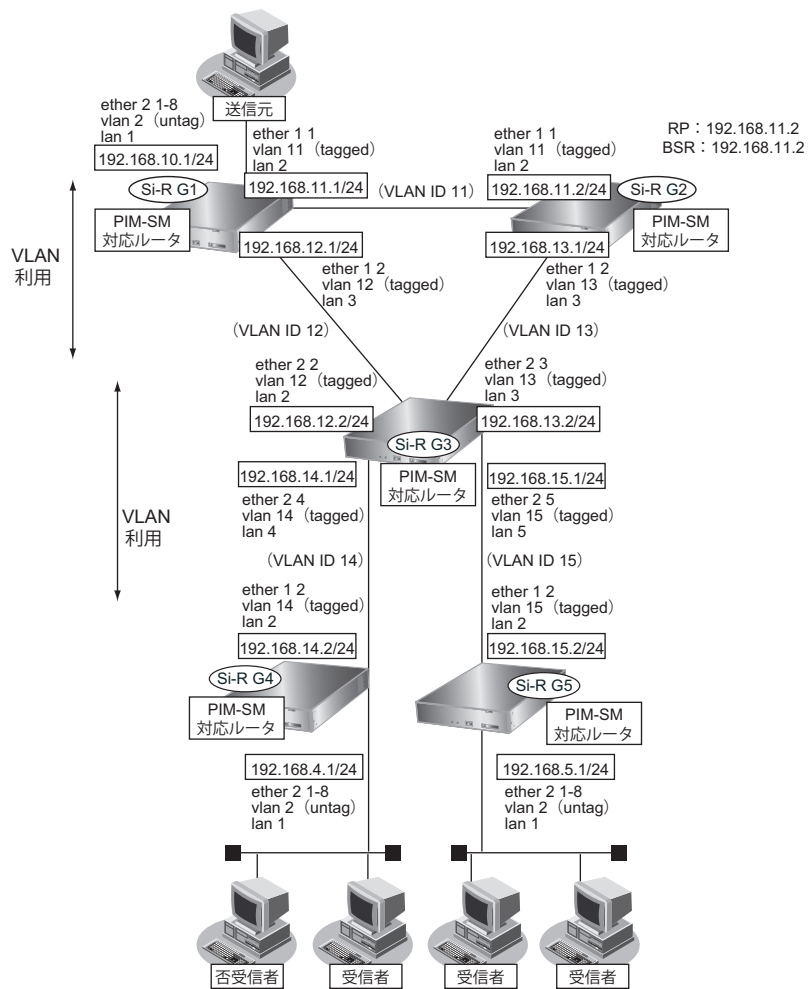 送信元
ether 2 1-8
vlan 2（untag）
lan 1
192.168.10.1/24
ether 1 1
vlan 11（tagged）
lan 2
192.168.11.1/24
Si-R G1
PIM-SM
対応ルータ
（VLAN ID 11）
ether 1 1
vlan 11（tagged）
lan 2
192.168.11.2/24
RP：192.168.11.2
BSR：192.168.11.2
Si-R G2
PIM-SM
対応ルータ
VLAN
利用
192.168.12.1/24
ether 1 2
vlan 12（tagged）
lan 3
192.168.13.1/24
ether 1 2
vlan 13（tagged）
lan 3
（VLAN ID 12）
（VLAN ID 13）
ether 2 2
vlan 12（tagged）
lan 2
192.168.12.2/24
ether 2 3
vlan 13（tagged）
lan 3
192.168.13.2/24
Si-R G3
PIM-SM
対応ルータ
VLAN
利用
192.168.14.1/24
ether 2 4
vlan 14（tagged）
lan 4
192.168.15.1/24
ether 2 5
vlan 15（tagged）
lan 5
（VLAN ID 14）
（VLAN ID 15）
ether 1 2
vlan 14（tagged）
lan 2
192.168.14.2/24
ether 1 2
vlan 15（tagged）
lan 2
192.168.15.2/24
Si-R G4
PIM-SM
対応ルータ
Si-R G5
PIM-SM
対応ルータ
192.168.4.1/24
ether 2 1-8
vlan 2（untag）
lan 1
192.168.5.1/24
ether 2 1-8
vlan 2（untag）
lan 1
否受信者
受信者
受信者
受信者